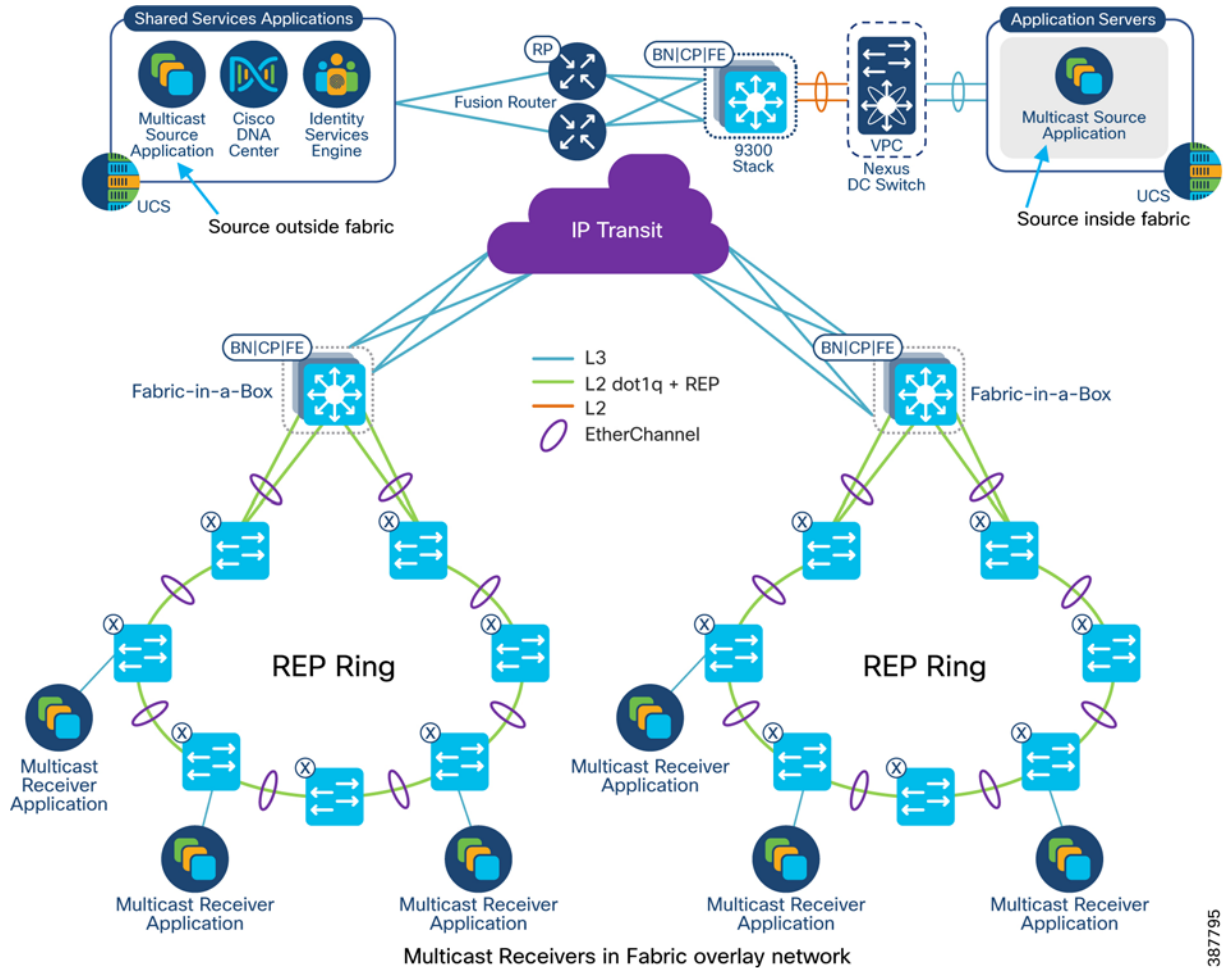 Shared Services Applications
Multicast
Source
Application
Cisco
DNA
Center
Identity
Services
Engine
UCS
Source outside fabric
RP
Fusion Router
BN|CP|FE
9300
Stack
VPC
Nexus
DC Switch
Application Servers
Multicast Source
Application
UCS
Source inside fabric
IP Transit
BN|CP|FE
Fabric-in-a-Box
L3
L2 dot1q + REP
L2
EtherChannel
BN|CP|FE
Fabric-in-a-Box
X
X
X
X
X
X
X
REP Ring
Multicast
Receiver
Application
Multicast Receiver
Application
Multicast Receiver
Application
X
X
X
X
X
X
X
REP Ring
Multicast Receiver
Application
Multicast Receiver
Application
Multicast Receiver
Application
Multicast Receivers in Fabric overlay network
387795